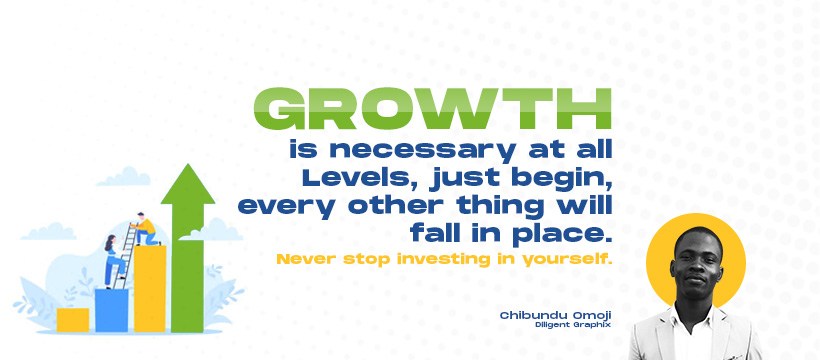 GROWTH
is necessary at all
Levels, just begin,
every other thing will
fall in place.
Never stop investing in yourself.
Chibundu Omoji
Diligent Graphix